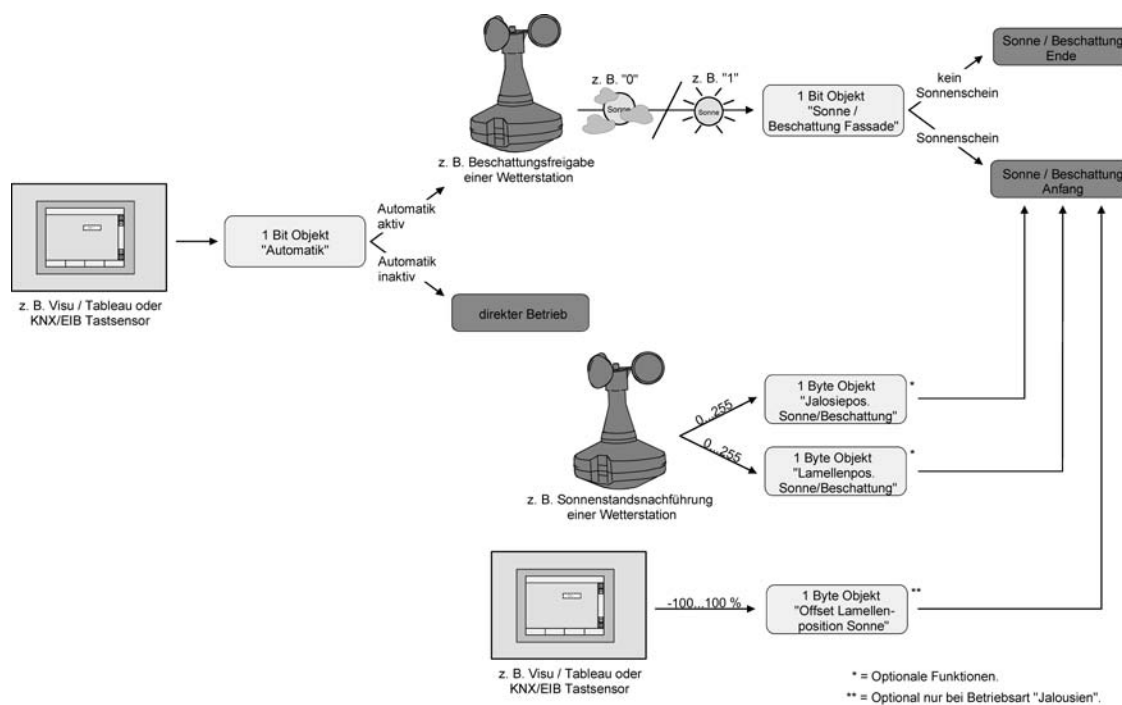 z. B. "0"
z. B. "1"
Sonne
Sonne
1 Bit Objekt
"Sonne /
Beschattung Fassade"
kein
Sonnenschein
Sonnenschein
Sonne / Beschattung
Ende
Sonne / Beschattung
Anfang
z. B. Beschattungsfreigabe
einer Wetterstation
1 Bit Objekt
"Automatik"
Automatik
aktiv
Automatik
inaktiv
z. B. Visu / Tableau oder
KNX/EIB Tastsensor
direkter Betrieb
0...255
0...255
1 Byte Objekt
"Jalosiepos.
Sonne/Beschattung"
*
1 Byte Objekt
"Lamellenpos.
Sonne/Beschattung"
*
z. B. Sonnenstandsnachführung
einer Wetterstation
-100...100 %
1 Byte Objekt
"Offset Lamellen-
position Sonne"
**
z. B. Visu / Tableau oder
KNX/EIB Tastsensor
* = Optionale Funktionen.
** = Optional nur bei Betriebsart "Jalousien".